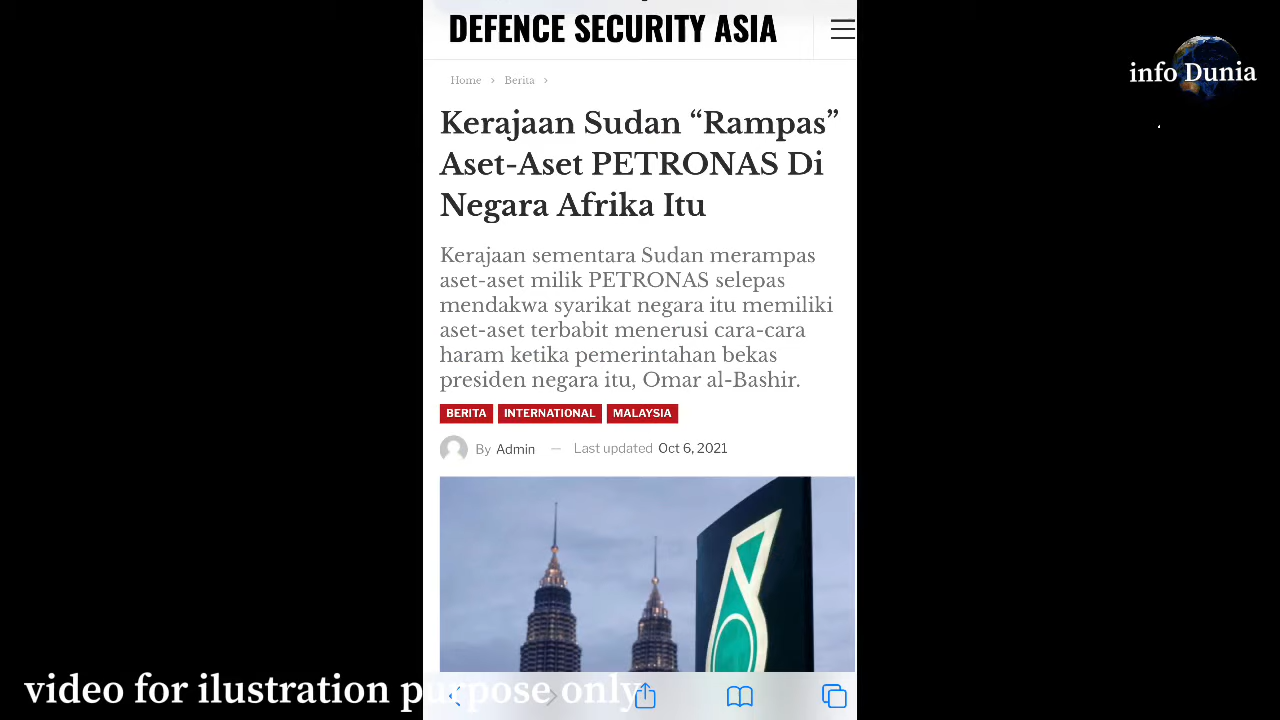 DEFENCE SECURITY ASIA
info Dunia
Home > Berita >
Kerajaan Sudan “Rampas”
Aset-Aset PETRONAS Di
Negara Afrika Itu
Kerajaan sementara Sudan merampas
aset-aset milik PETRONAS selepas
mendakwa syarikat negara itu memiliki
aset-aset terbabit menerusi cara-cara
haram ketika pemerintahan bekas
presiden negara itu, Omar al-Bashir.
BERITA INTERNATIONAL MALAYSIA
By Admin — Last updated Oct 6, 2021
video for ilustration purpose only